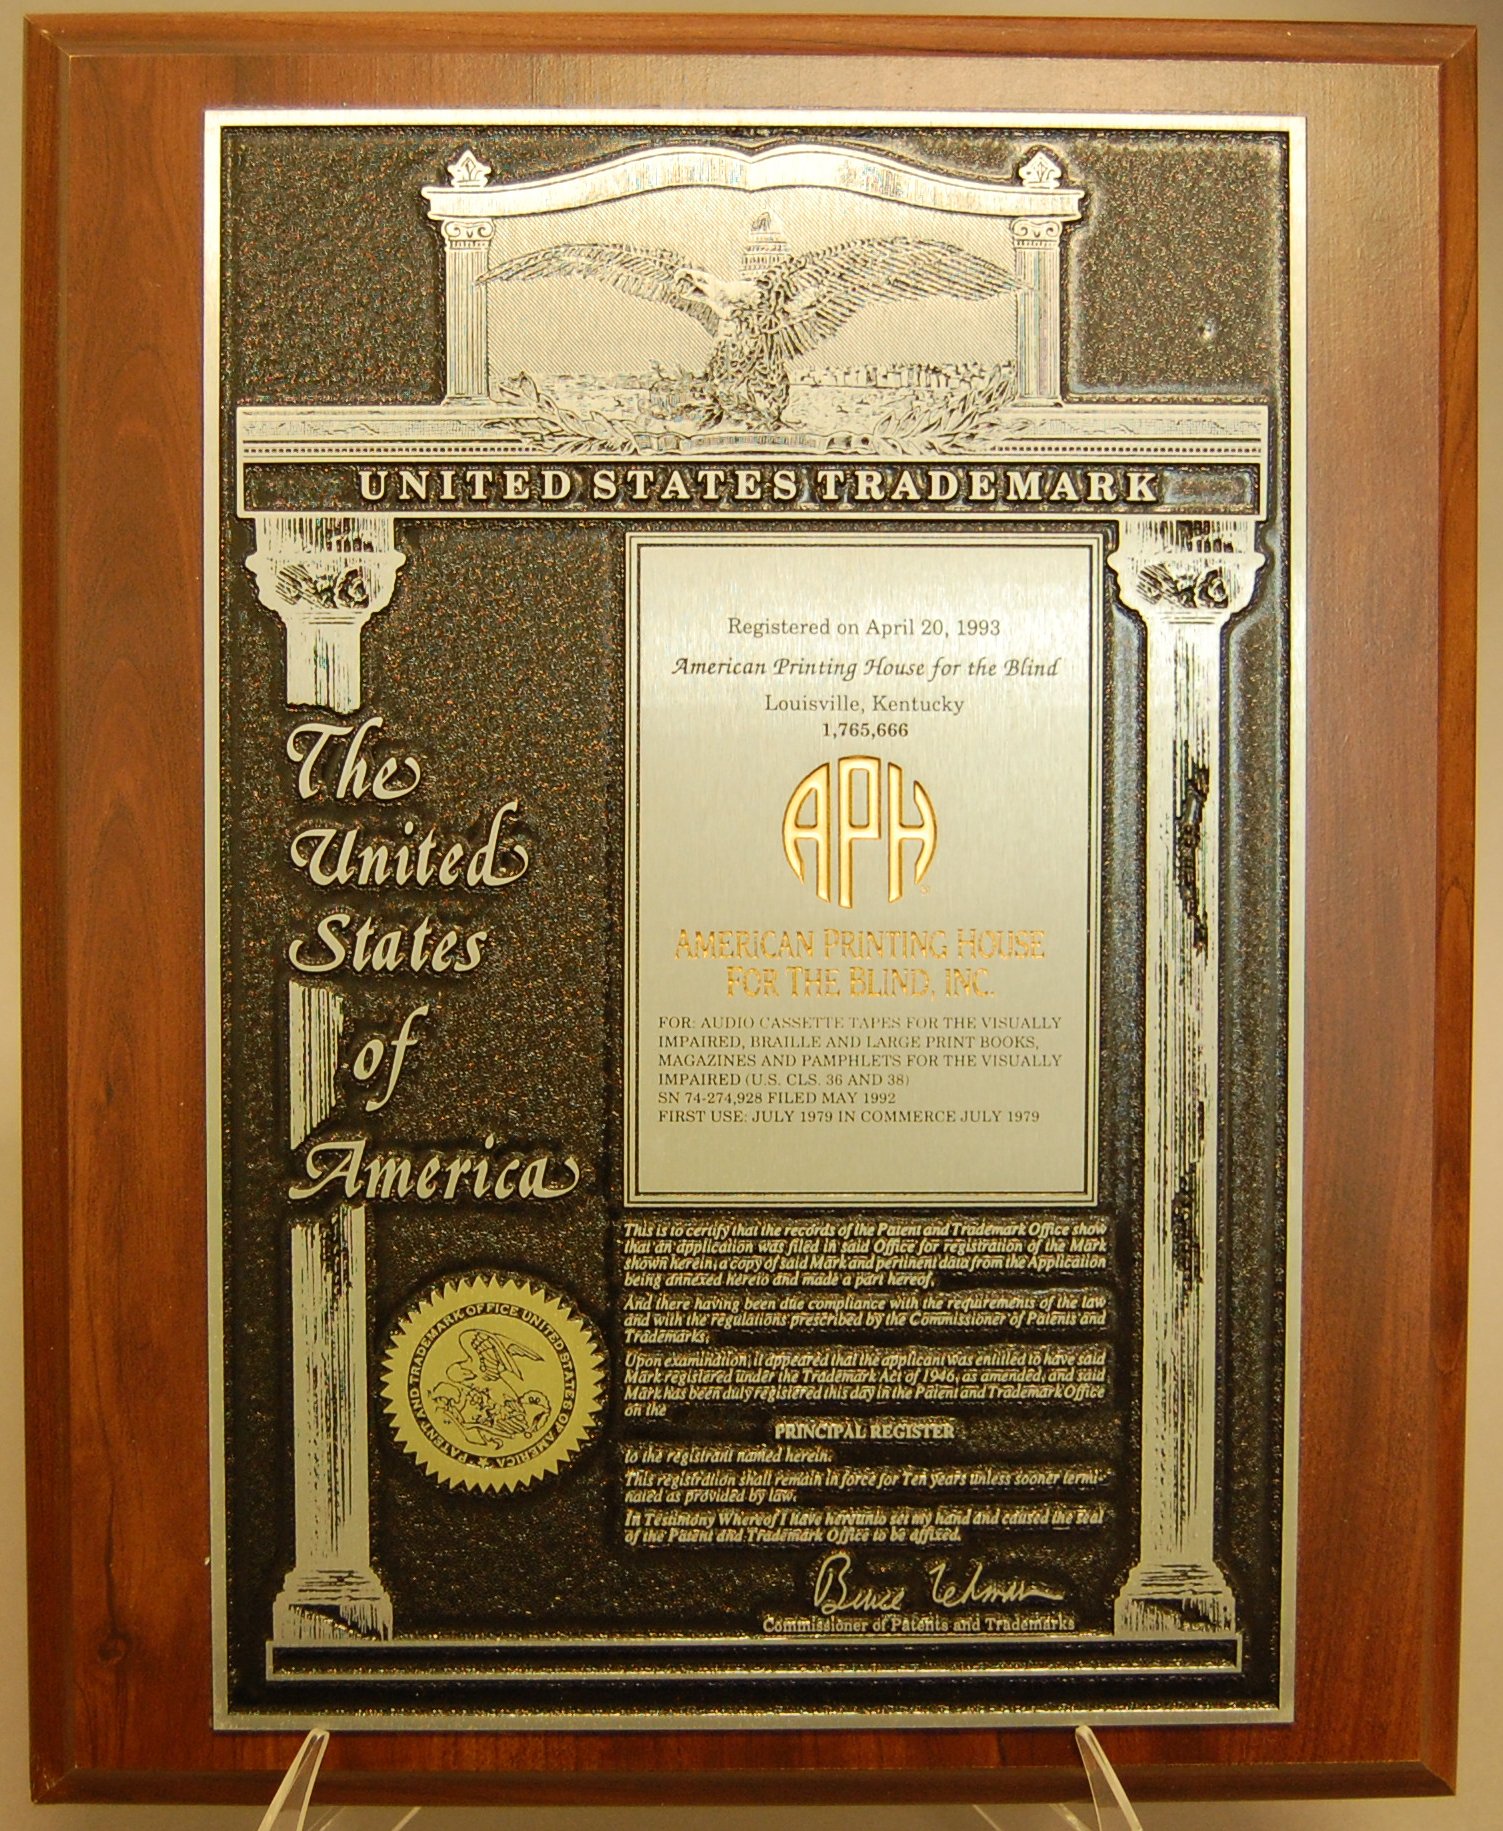 UNITED STATES TRADEMARK
The
United
States
of
America
Registered on April 20, 1993
American Printing House for the Blind
Louisville, Kentucky
1,765,666
APH
AMERICAN PRINTING HOUSE
FOR THE BLIND, INC.
FOR: AUDIO CASSETTE TAPES FOR THE VISUALLY
IMPAIRED, BRAILLE AND LARGE PRINT BOOKS,
MAGAZINES AND PAMPHLETS FOR THE VISUALLY
IMPAIRED (U.S. CLS. 36 AND 38)
SN 74-274,928 FILED MAY 1992
FIRST USE: JULY 1979 IN COMMERCE JULY 1979
This is to certify that the records of the Patent and Trademark Office show
that an application was filed in said Office for registration of the Mark
shown herein, a copy of said Mark and pertinent data from the Application
being annexed hereto and made a part hereof,
And there having been due compliance with the requirements of the law
and with the regulations prescribed by the Commissioner of Patents and
Trademarks,
Upon examination, it appeared that the applicant was entitled to have said
Mark registered under the Trademark Act of 1946, as amended, and said
Mark has been duly registered this day in the Patent and Trademark Office
on the
PRINCIPAL REGISTER
to the registrant named herein.
This registration shall remain in force for Ten years unless sooner termi-
nated as provided by law.
In Testimony Whereof I have hereunto set my hand and caused the seal
of the Patent and Trademark Office to be affixed.
Bruce Lehman
Commissioner of Patents and Trademarks
PATENT AND TRADEMARK OFFICE UNITED STATES OF AMERICA